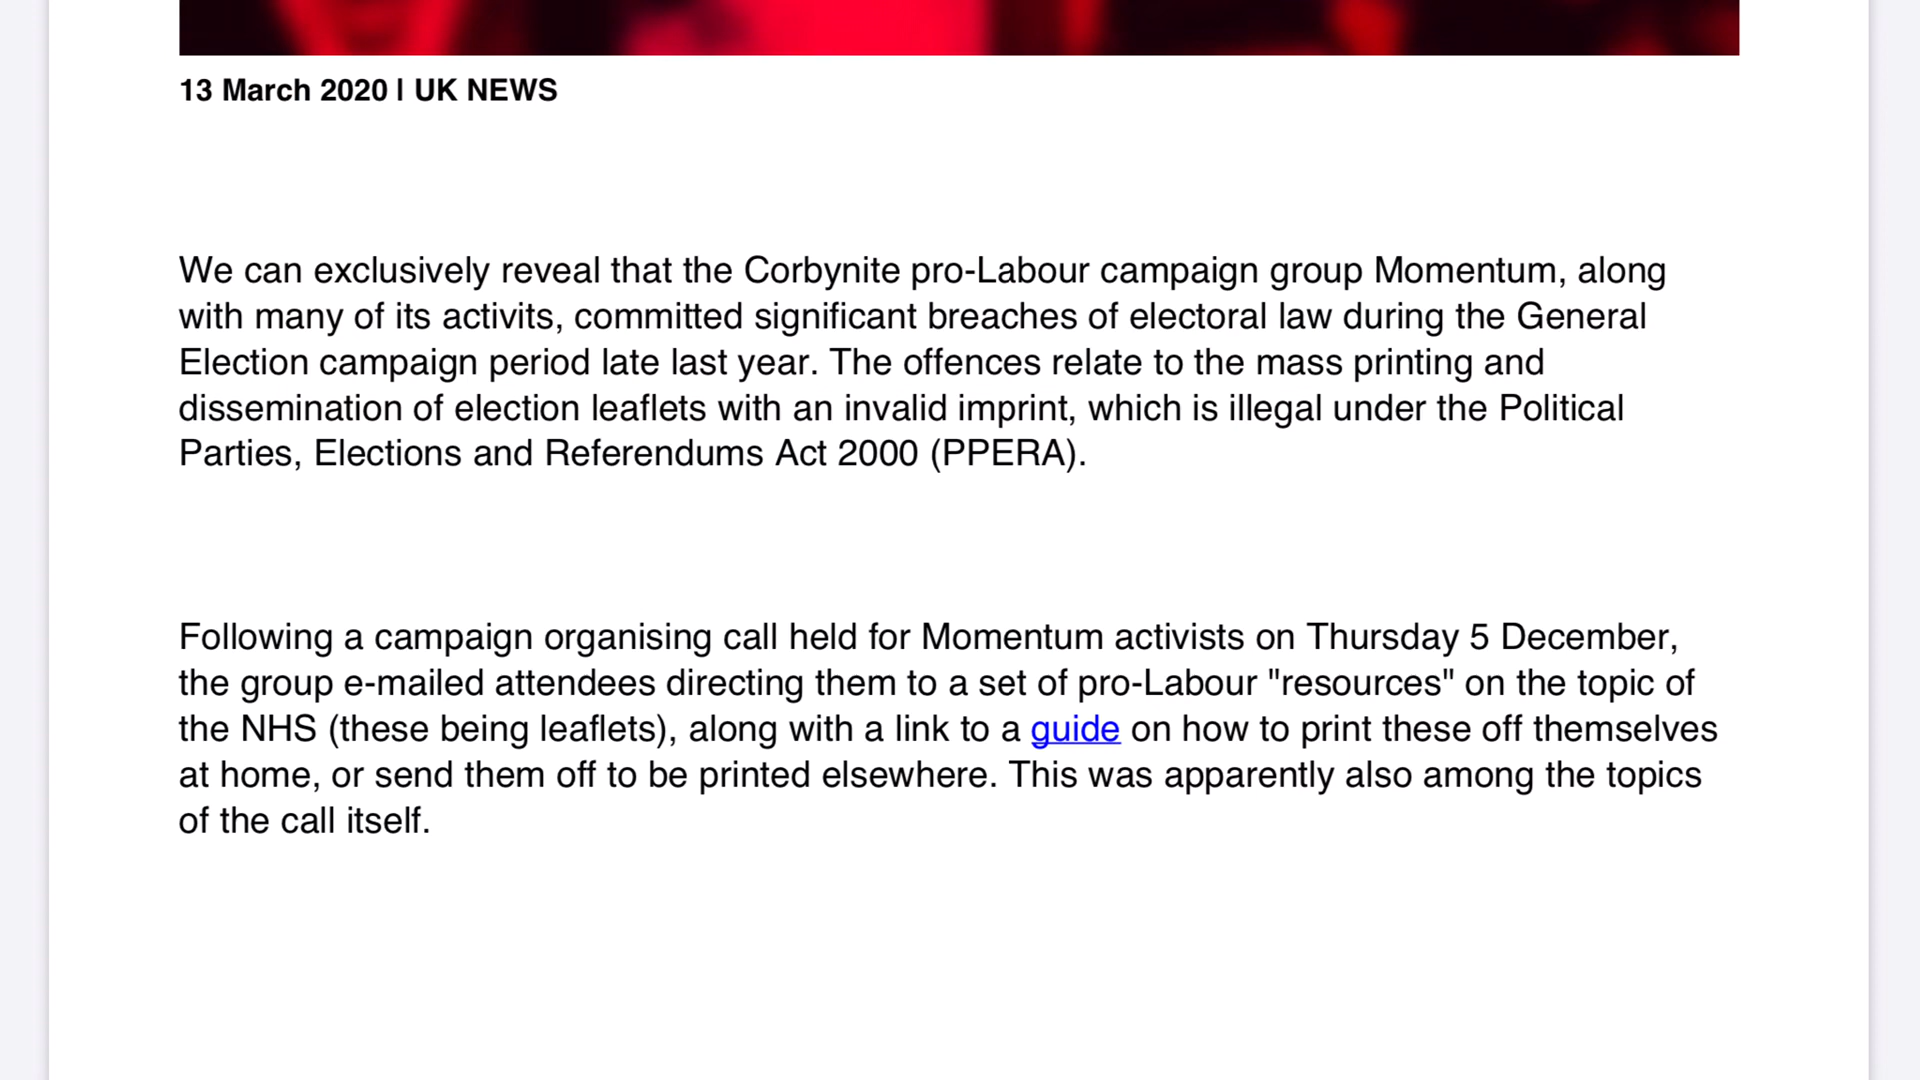 13 March 2020 | UK NEWS
We can exclusively reveal that the Corbynite pro-Labour campaign group Momentum, along
with many of its activits, committed significant breaches of electoral law during the General
Election campaign period late last year. The offences relate to the mass printing and
dissemination of election leaflets with an invalid imprint, which is illegal under the Political
Parties, Elections and Referendums Act 2000 (PPERA).
Following a campaign organising call held for Momentum activists on Thursday 5 December,
the group e-mailed attendees directing them to a set of pro-Labour "resources" on the topic of
the NHS (these being leaflets), along with a link to a guide on how to print these off themselves
at home, or send them off to be printed elsewhere. This was apparently also among the topics
of the call itself.